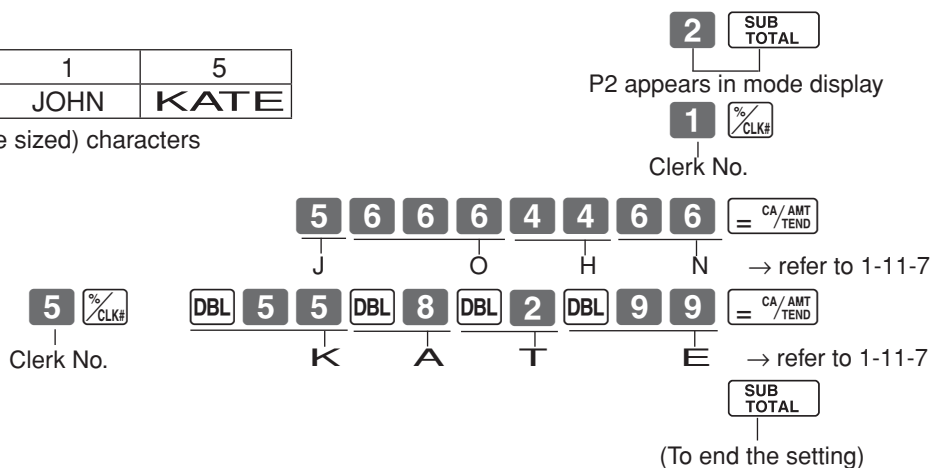 2 SUB TOTAL
1 5
P2 appears in mode display
JOHN KATE
1 %/CLK#
e sized) characters
Clerk No.
5 6 6 6 4 4 6 6 = CA/AMT TEND
J O H N → refer to 1-11-7
5 %/CLK# DBL 5 5 DBL 8 DBL 2 DBL 9 9 = CA/AMT TEND
Clerk No. K A T E → refer to 1-11-7
SUB TOTAL
(To end the setting)